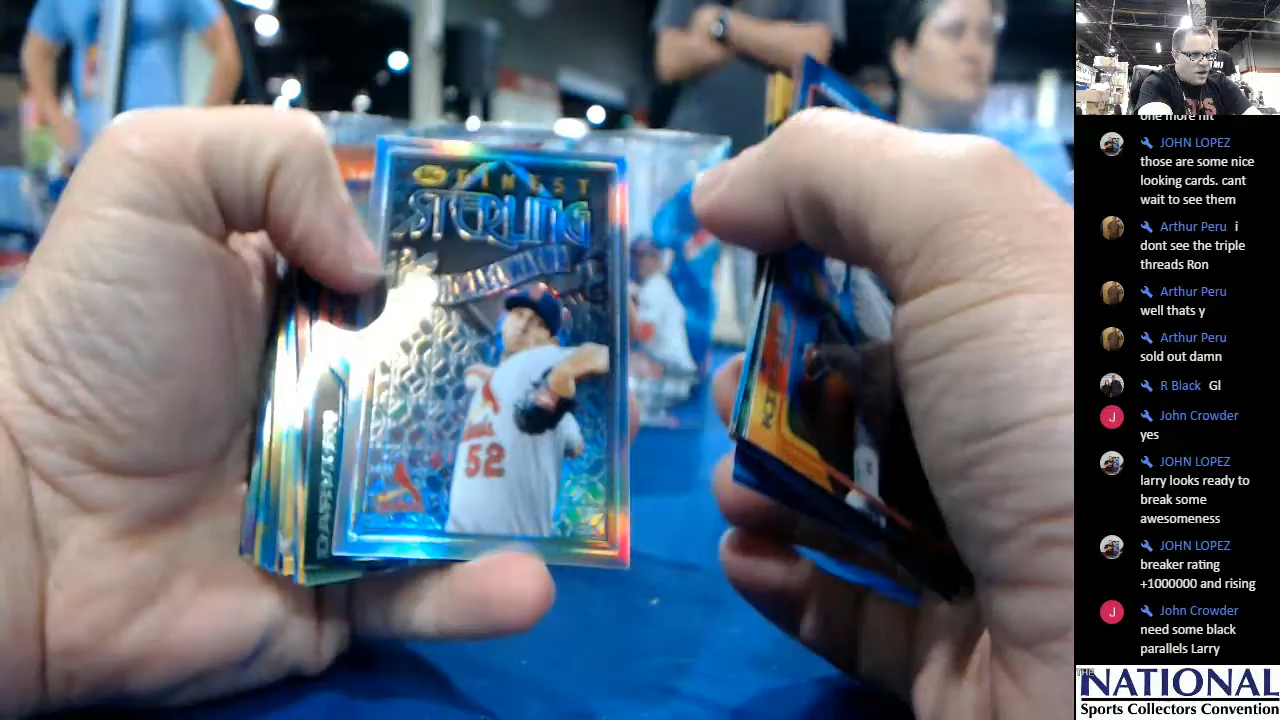 FINEST
STERLING
52
one more hit
JOHN LOPEZ
those are some nice
looking cards. cant
wait to see them
Arthur Peru i
dont see the triple
threads Ron
Arthur Peru
well thats y
Arthur Peru
sold out damn
R Black Gl
John Crowder
yes
JOHN LOPEZ
larry looks ready to
break some
awesomeness
JOHN LOPEZ
breaker rating
+1000000 and rising
J John Crowder
need some black
parallels Larry
THE
NATIONAL
Sports Collectors Convention